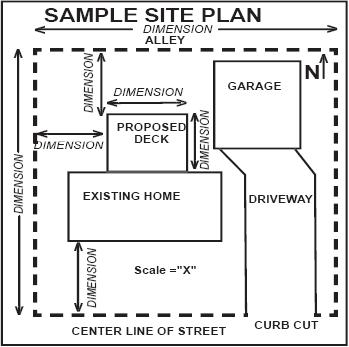 SAMPLE SITE PLAN
DIMENSION
ALLEY
N
DIMENSION
DIMENSION
GARAGE
PROPOSED
DECK
DIMENSION
DIMENSION
DIMENSION
EXISTING HOME
DRIVEWAY
DIMENSION
Scale ="X"
CURB CUT
CENTER LINE OF STREET